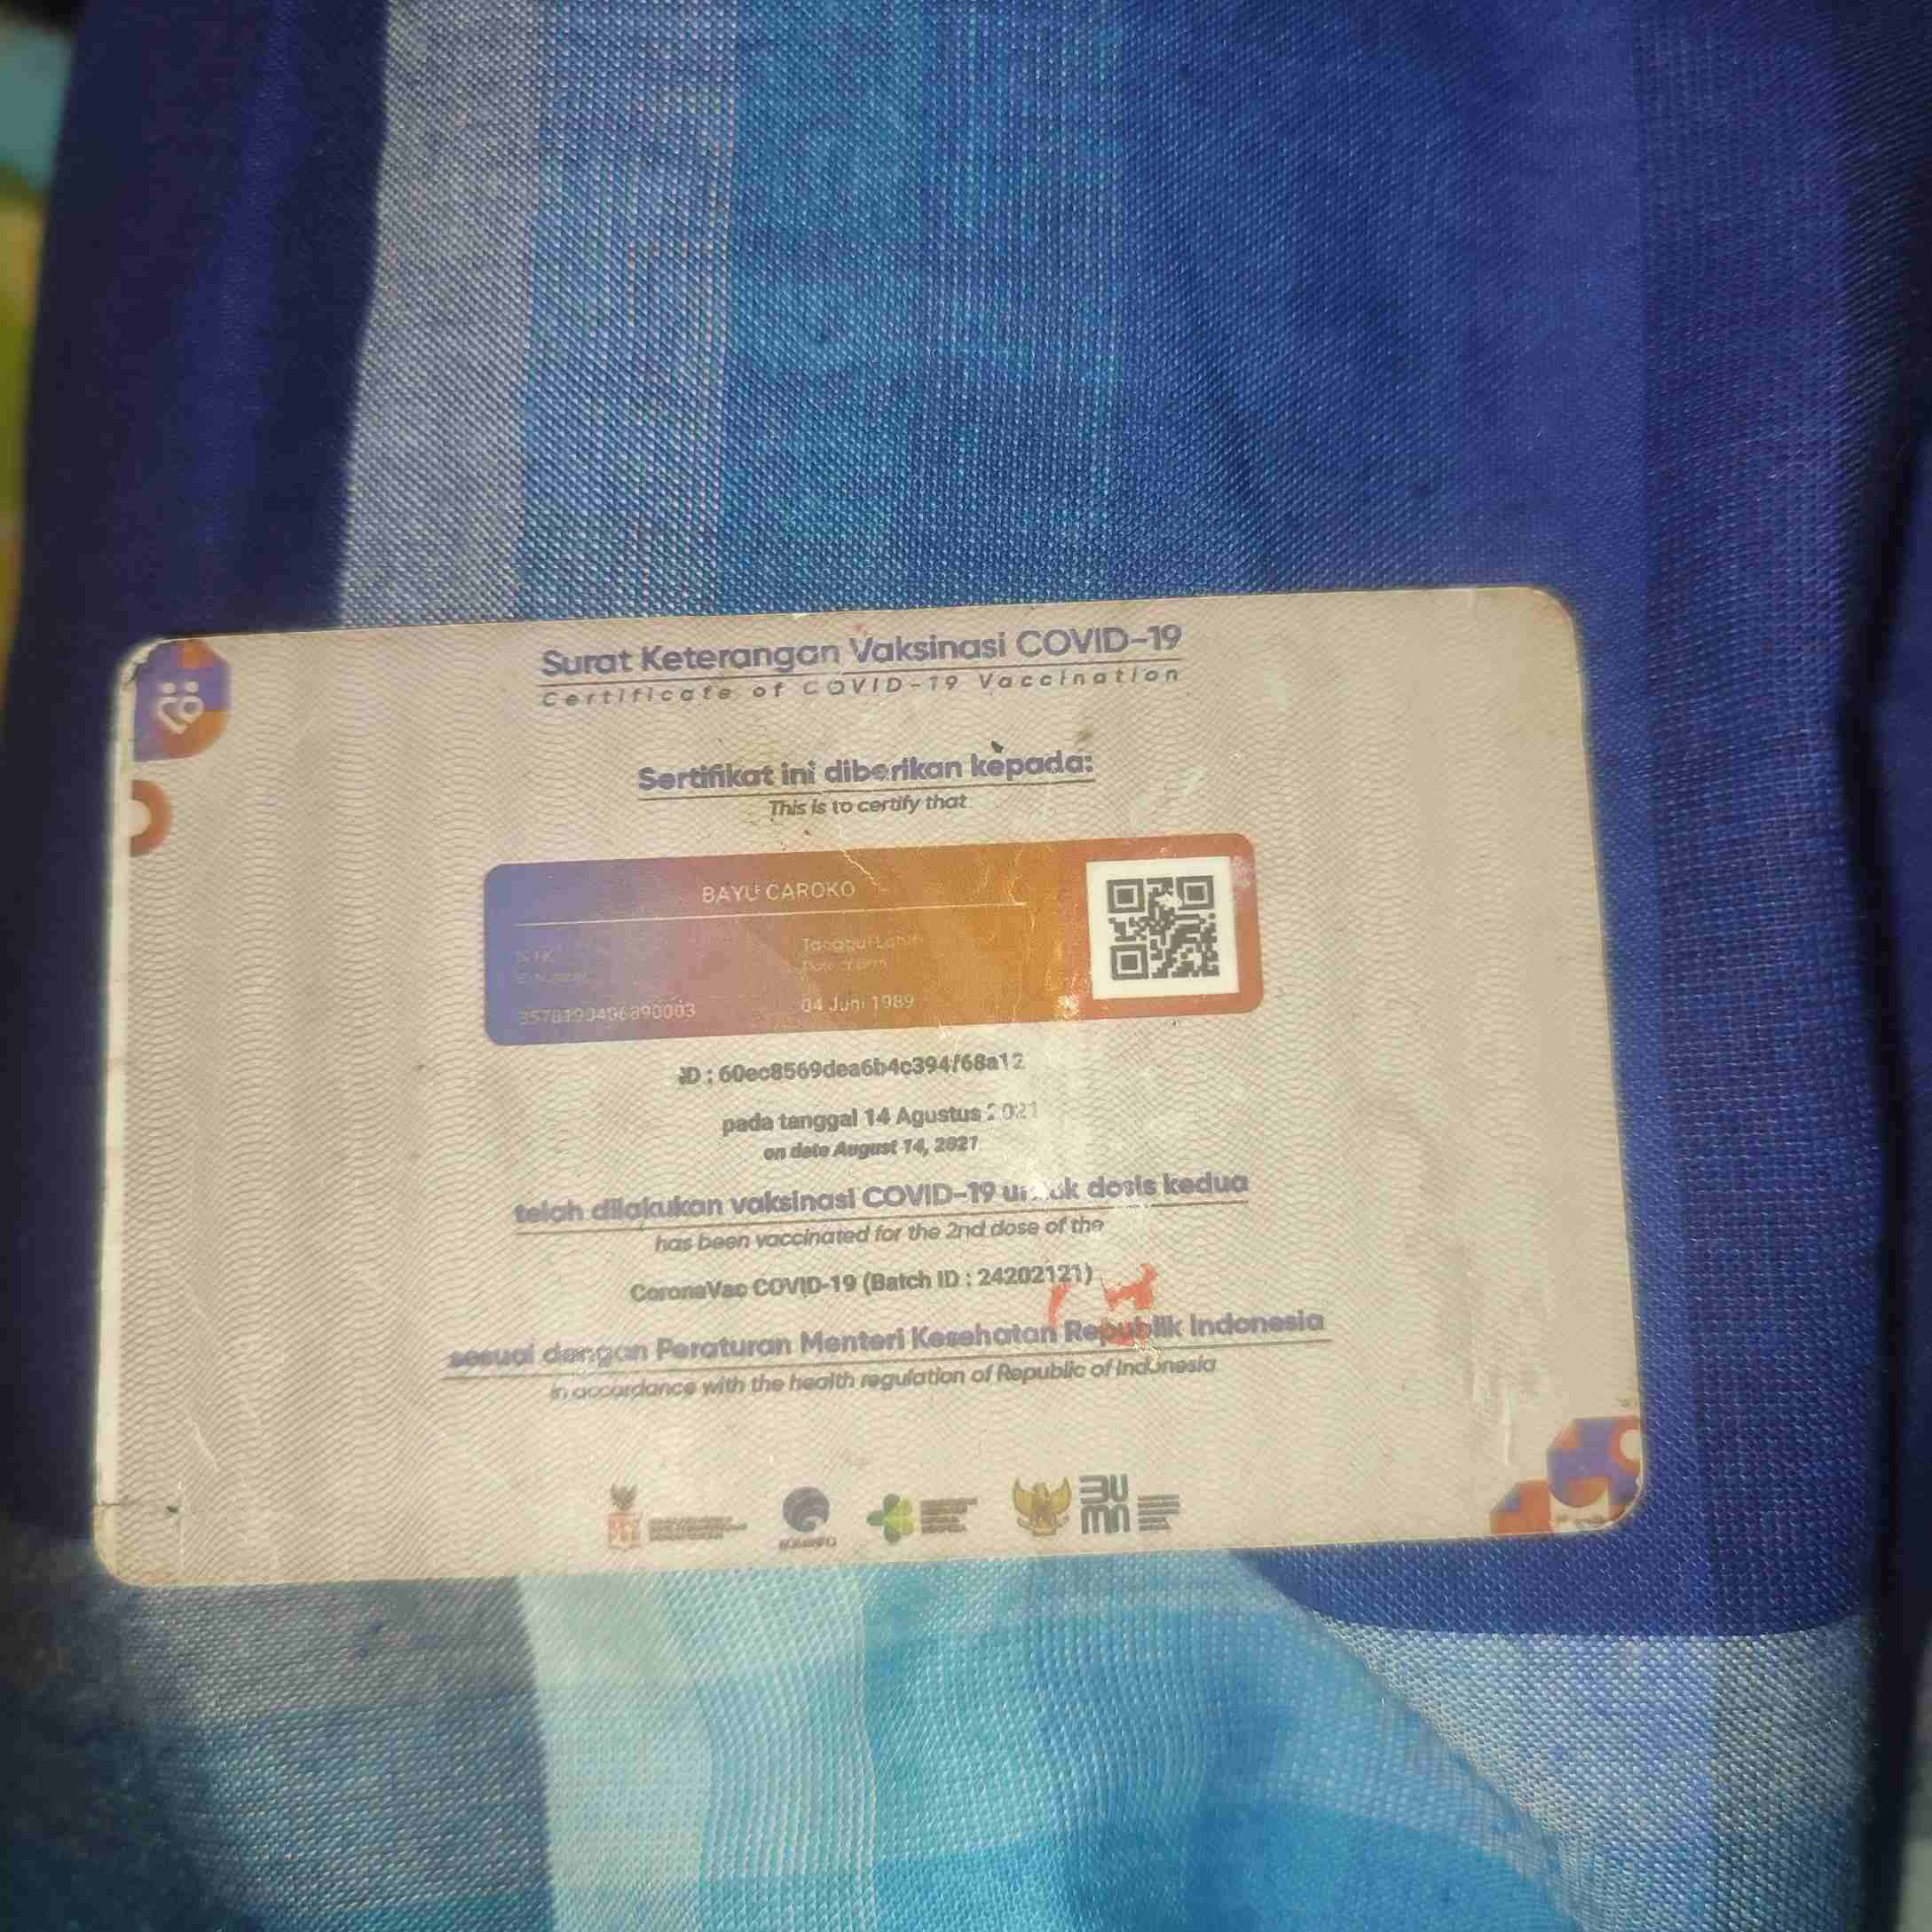 Surat Keterangan Vaksinasi COVID-19
Certificate of COVID-19 Vaccination
Sertifikat ini diberikan kepada:
This is to certify that
BAYU CAROKO
Tanggal Lahir
04 Juni 1989
ID : 60ec8569dea6b4c394f68a12
pada tanggal 14 Agustus 2021
on date August 14, 2021
telah dilakukan vaksinasi COVID-19 untuk dosis kedua
has been vaccinated for the 2nd dose of the
CoronaVac COVID-19 (Batch ID : 24202121)
sesuai dengan Peraturan Menteri Kesehatan Republik Indonesia
in accordance with the health regulation of Republic of Indonesia
KOMINFO
BUMN